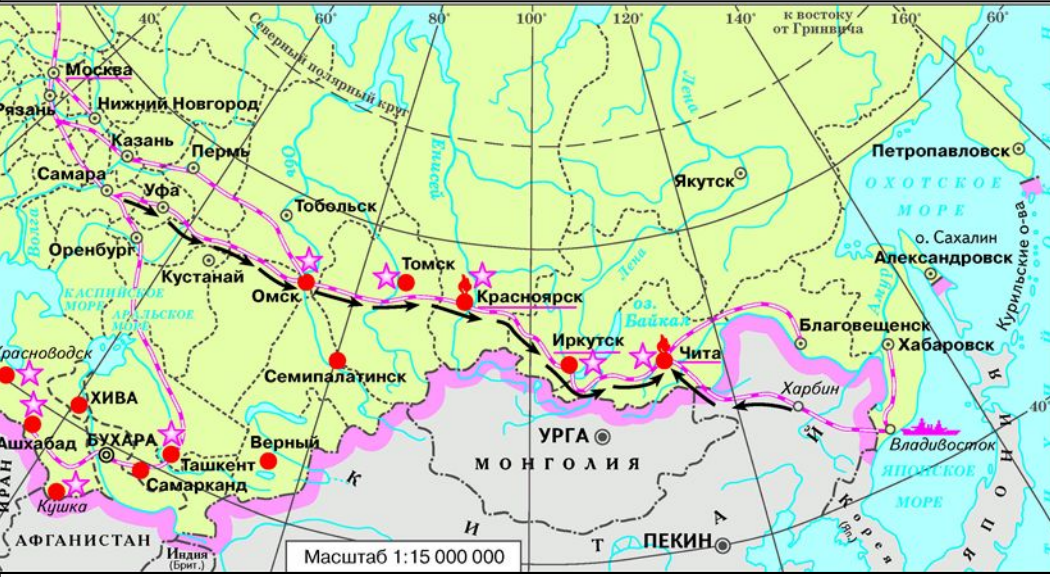 40°
60°
80°
100°
120°
140°
к востоку
от Гринвича
160°
60°
Северный полярный круг
Москва
Рязань
Нижний Новгород
Казань
Пермь
Самара
Уфа
Волга
Обь
Енисей
Лена
Тобольск
Якутск
Петропавловск
ОХОТСКОЕ
МОРЕ
о. Сахалин
Александровск
Курильские о-ва
Оренбург
Кустанай
КАСПИЙСКОЕ
МОРЕ
АРАЛЬСКОЕ
МОРЕ
Омск
Томск
Красноярск
Лена
оз.
Байкал
Амур
Иркутск
Чита
Благовещенск
Хабаровск
расноводск
Семипалатинск
ХИВА
Харбин
40°
Ашхабад
БУХАРА
Ташкент
Верный
Самарканд
Кушка
УРГА
МОНГОЛИЯ
Владивосток
ЯПОНСКОЕ
МОРЕ
ИРАН
АФГАНИСТАН
Индия
(Брит.)
КИТАЙ
ПЕКИН
Корея
(Яп.)
ЯПОНИЯ
Масштаб 1:15 000 000